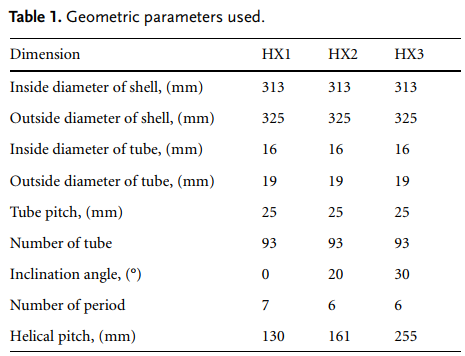 Table 1. Geometric parameters used.
Dimension HX1 HX2 HX3
Inside diameter of shell, (mm) 313 313 313
Outside diameter of shell, (mm) 325 325 325
Inside diameter of tube, (mm) 16 16 16
Outside diameter of tube, (mm) 19 19 19
Tube pitch, (mm) 25 25 25
Number of tube 93 93 93
Inclination angle, (°) 0 20 30
Number of period 7 6 6
Helical pitch, (mm) 130 161 255